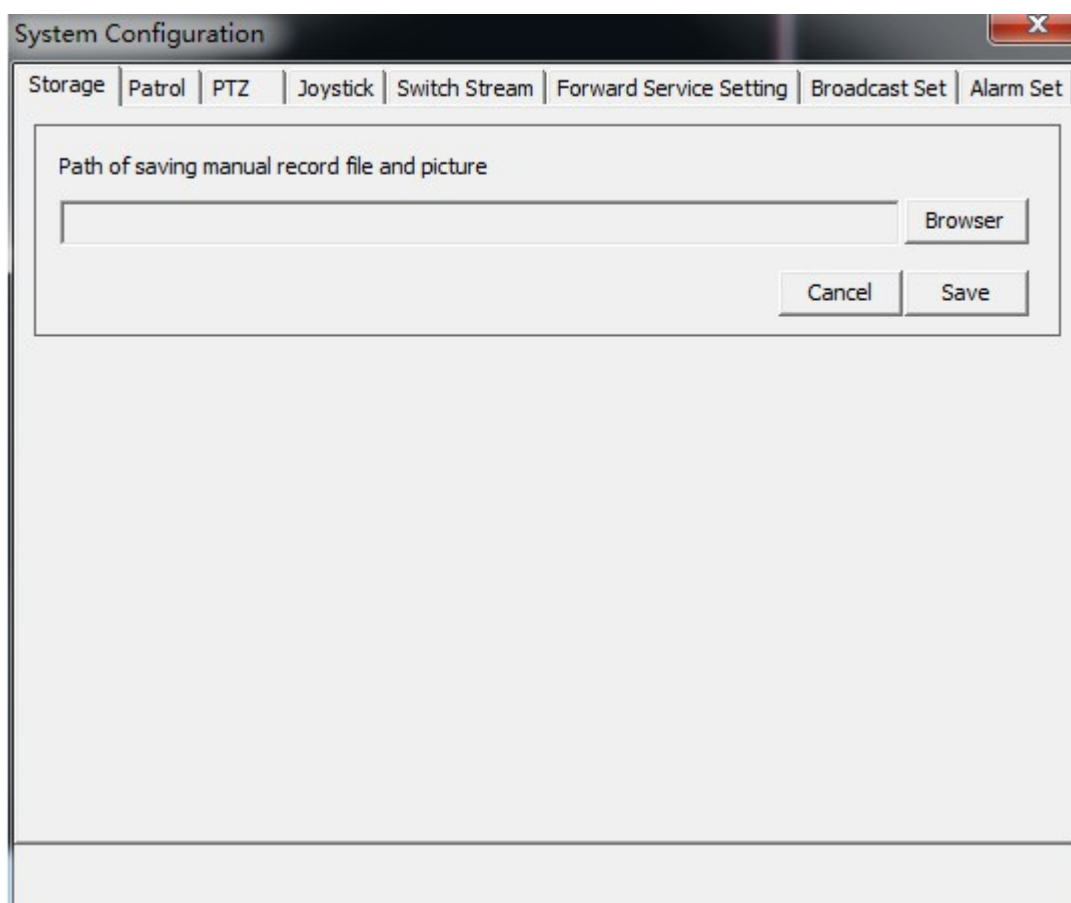 System Configuration
Storage Patrol PTZ Joystick Switch Stream Forward Service Setting Broadcast Set Alarm Set
Path of saving manual record file and picture
Browser
Cancel Save